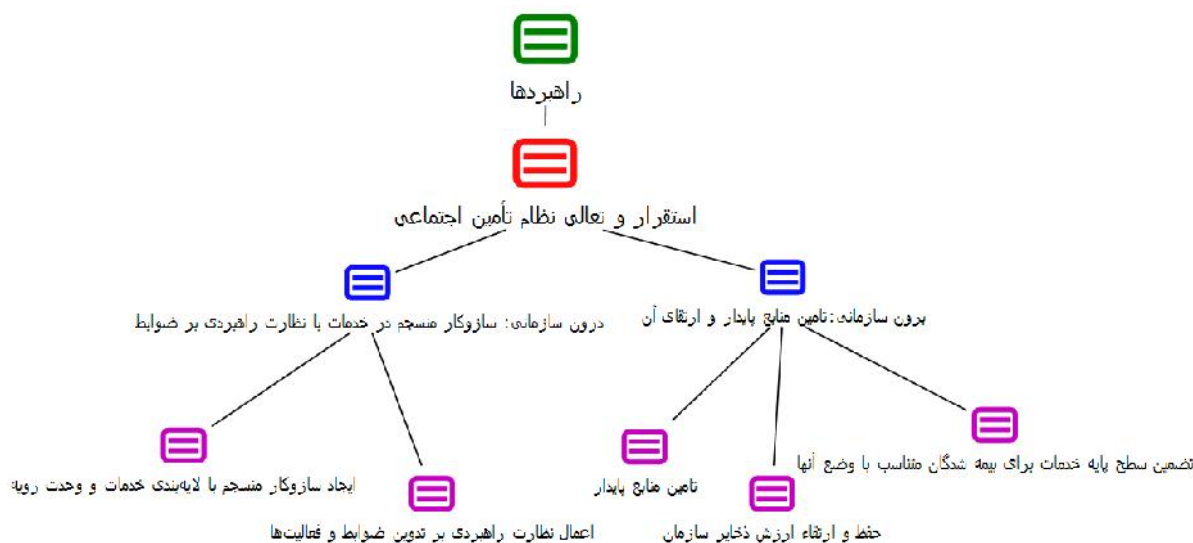 راهبردها
استقرار و تعالی نظام تأمین اجتماعی
برون سازمانی:تامین منابع پایدار و ارتقای آن
درون سازمانی: سازوکار منسجم در خدمات با نظارت راهبردی بر ضوابط
تضمین سطح پایه خدمات برای بیمه شدگان متناسب با وضع آنها
تامین منابع پایدار
ایجاد سازوکار منسجم با لایه‌بندی خدمات و وحدت رویه
حفظ و ارتقاء ارزش ذخایر سازمان
اعمال نظارت راهبردی بر تدوین ضوابط و فعالیت‌ها